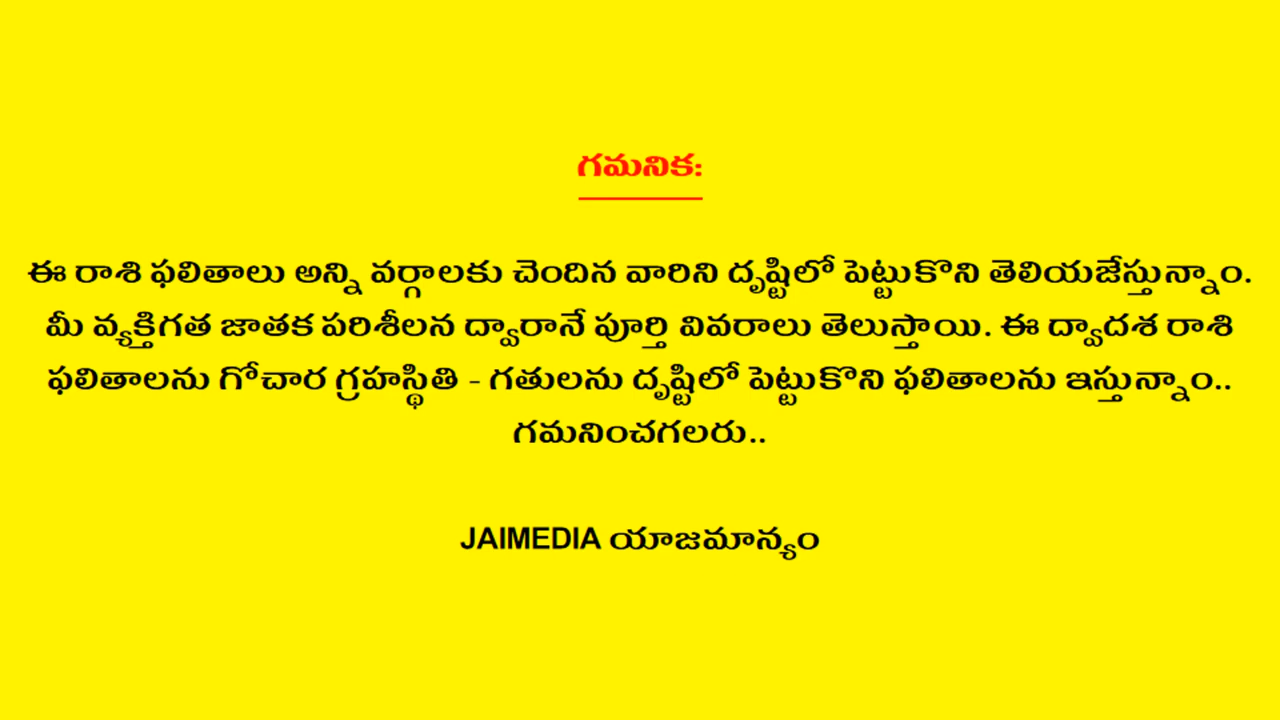 గమనిక:
ఈ రాశి ఫలితాలు అన్ని వర్గాలకు చెందిన వారిని దృష్టిలో పెట్టుకొని తెలియజేస్తున్నాం.
మీ వ్యక్తిగత జాతక పరిశీలన ద్వారానే పూర్తి వివరాలు తెలుస్తాయి. ఈ ద్వాదశ రాశి
ఫలితాలను గోచార గ్రహస్థితి - గతులను దృష్టిలో పెట్టుకొని ఫలితాలను ఇస్తున్నాం..
గమనించగలరు..
JAIMEDIA యాజమాన్యం